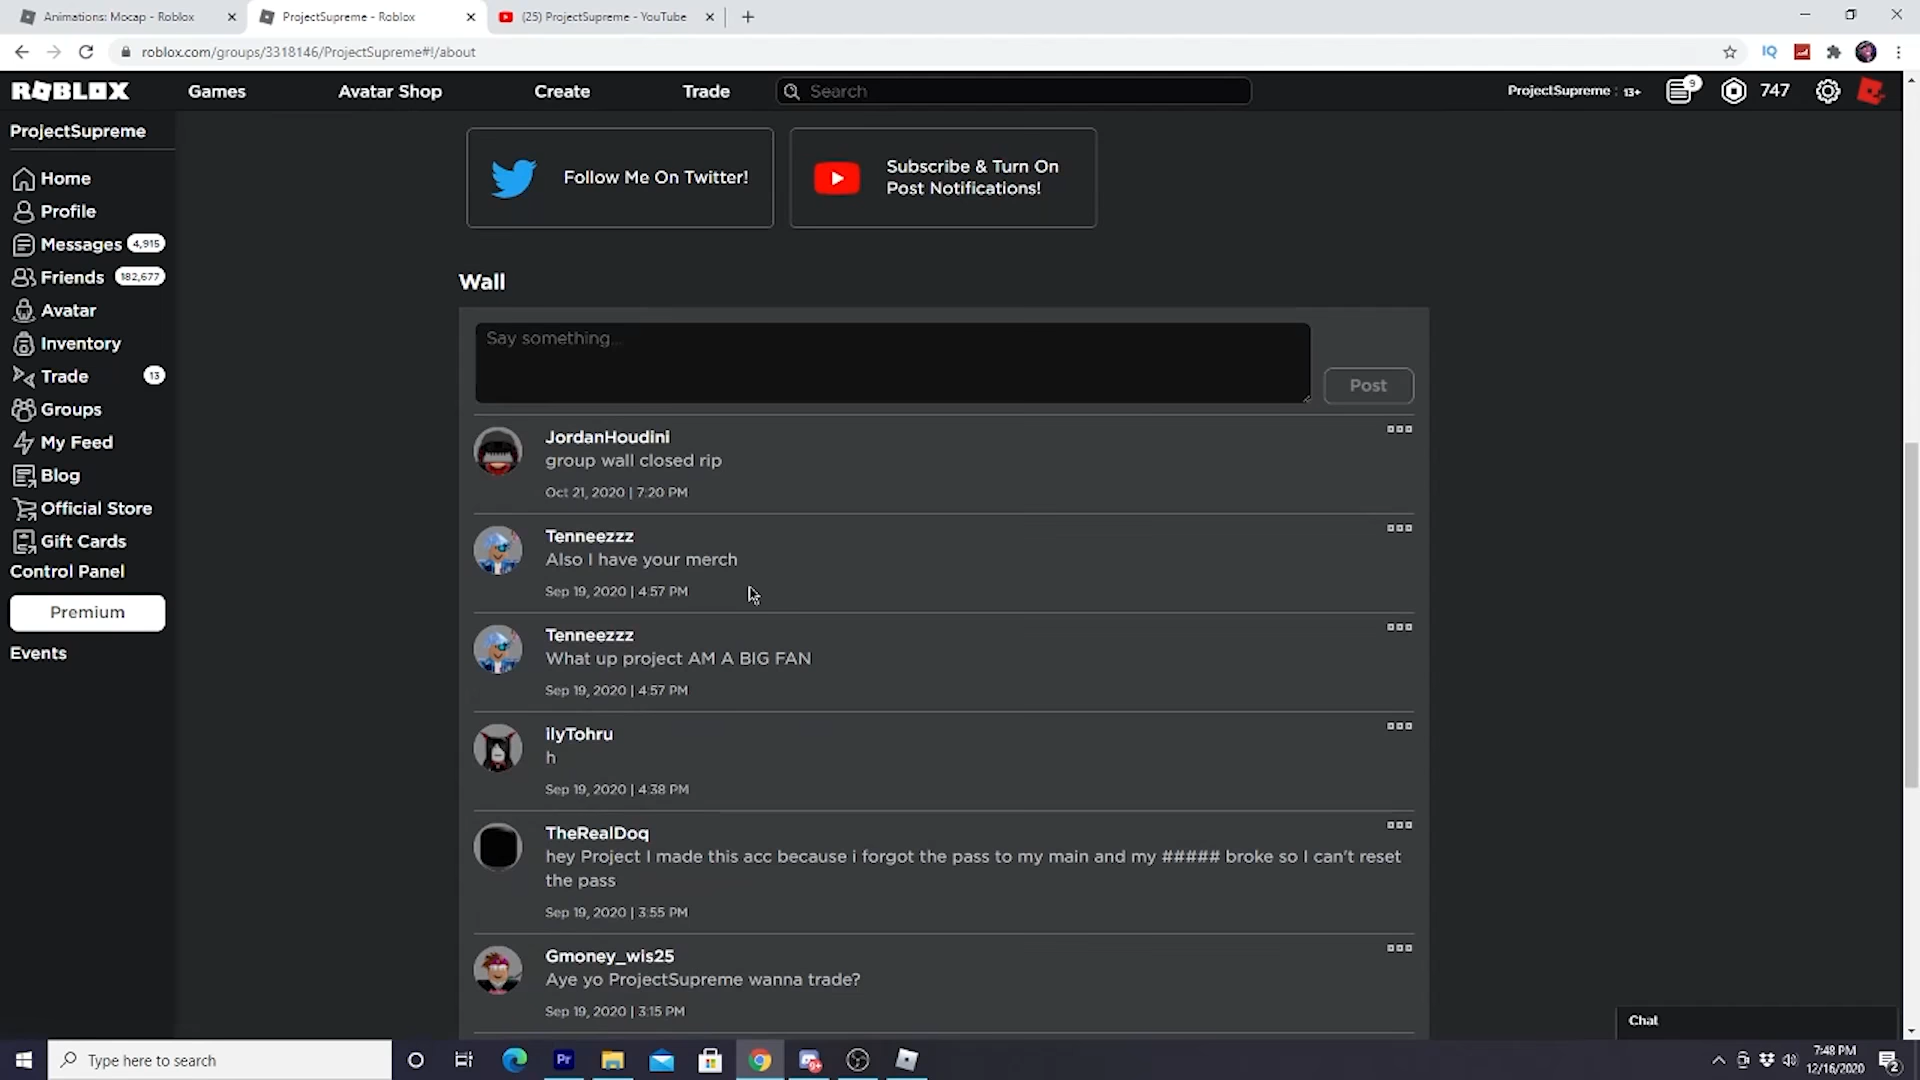 Animations: Mocap - Roblox
ProjectSupreme - Roblox
(25) ProjectSupreme - YouTube
roblox.com/groups/3318146/ProjectSupreme#!/about
IQ
ROBLOX
Games
Avatar Shop
Create
Trade
Search
ProjectSupreme : 13+
9
747
ProjectSupreme
Home
Profile
Messages 4,915
Friends 182,677
Avatar
Inventory
Trade 13
Groups
My Feed
Blog
Official Store
Gift Cards
Control Panel
Premium
Events
Follow Me On Twitter!
Subscribe & Turn On
Post Notifications!
Wall
Say something...
Post
JordanHoudini
group wall closed rip
Oct 21, 2020 | 7:20 PM
Tenneezzz
Also I have your merch
Sep 19, 2020 | 4:57 PM
Tenneezzz
What up project AM A BIG FAN
Sep 19, 2020 | 4:57 PM
ilyTohru
h
Sep 19, 2020 | 4:38 PM
TheRealDoq
hey Project I made this acc because i forgot the pass to my main and my ##### broke so I can't reset
the pass
Sep 19, 2020 | 3:55 PM
Gmoney_wis25
Aye yo ProjectSupreme wanna trade?
Sep 19, 2020 | 3:15 PM
Chat
Type here to search
Pr
9+
7:48 PM
12/16/2020
2